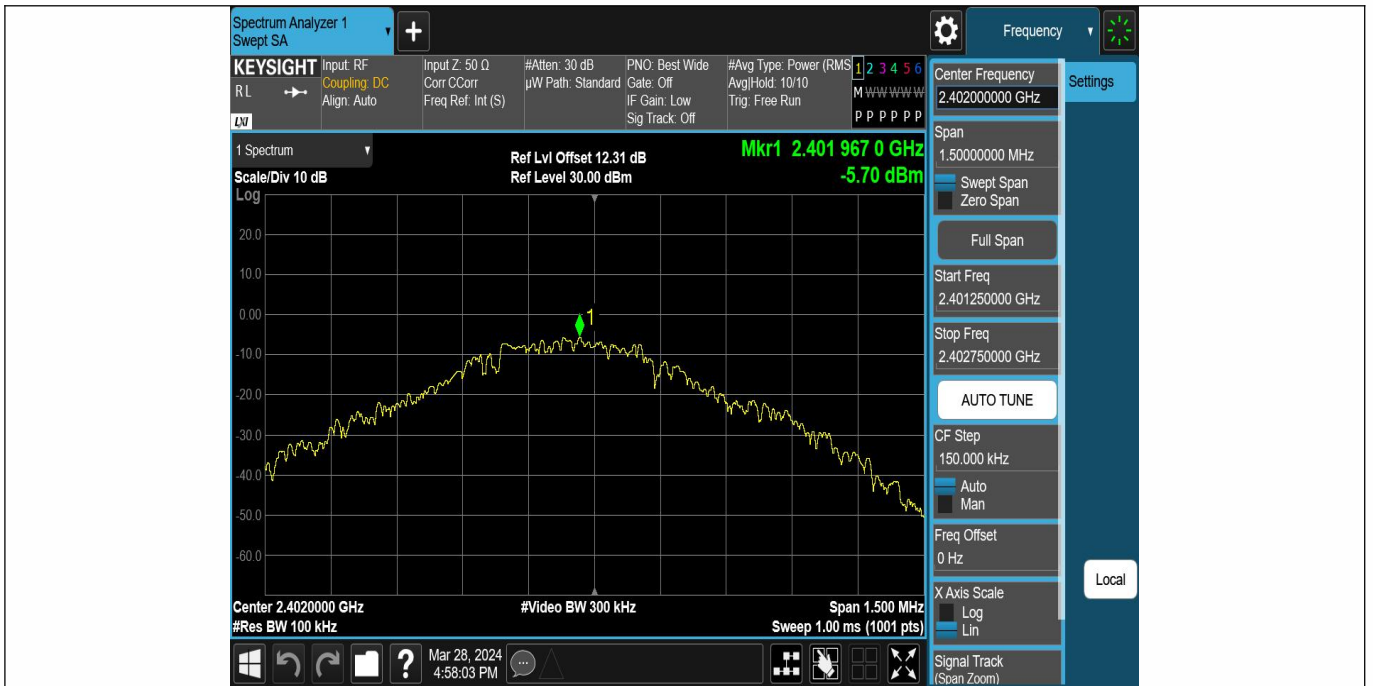 Spectrum Analyzer 1
Swept SA
+
Frequency
KEYSIGHT
RL
LXI
Input: RF
Coupling: DC
Align: Auto
Input Z: 50 Ω
Corr CCorr
Freq Ref: Int (S)
#Atten: 30 dB
µW Path: Standard
PNO: Best Wide
Gate: Off
IF Gain: Low
Sig Track: Off
#Avg Type: Power (RMS
Avg|Hold: 10/10
Trig: Free Run
1 2 3 4 5 6
M W W W W W
P P P P P P
1 Spectrum
Scale/Div 10 dB
Ref Lvl Offset 12.31 dB
Ref Level 30.00 dBm
Mkr1 2.401 967 0 GHz
-5.70 dBm
Log
20.0
10.0
0.00
-10.0
-20.0
-30.0
-40.0
-50.0
-60.0
1
Center 2.4020000 GHz
#Res BW 100 kHz
#Video BW 300 kHz
Span 1.500 MHz
Sweep 1.00 ms (1001 pts)
Center Frequency
2.402000000 GHz
Settings
Span
1.50000000 MHz
Swept Span
Zero Span
Full Span
Start Freq
2.401250000 GHz
Stop Freq
2.402750000 GHz
AUTO TUNE
CF Step
150.000 kHz
Auto
Man
Freq Offset
0 Hz
Local
X Axis Scale
Log
Lin
Signal Track
(Span Zoom)
?
Mar 28, 2024
4:58:03 PM